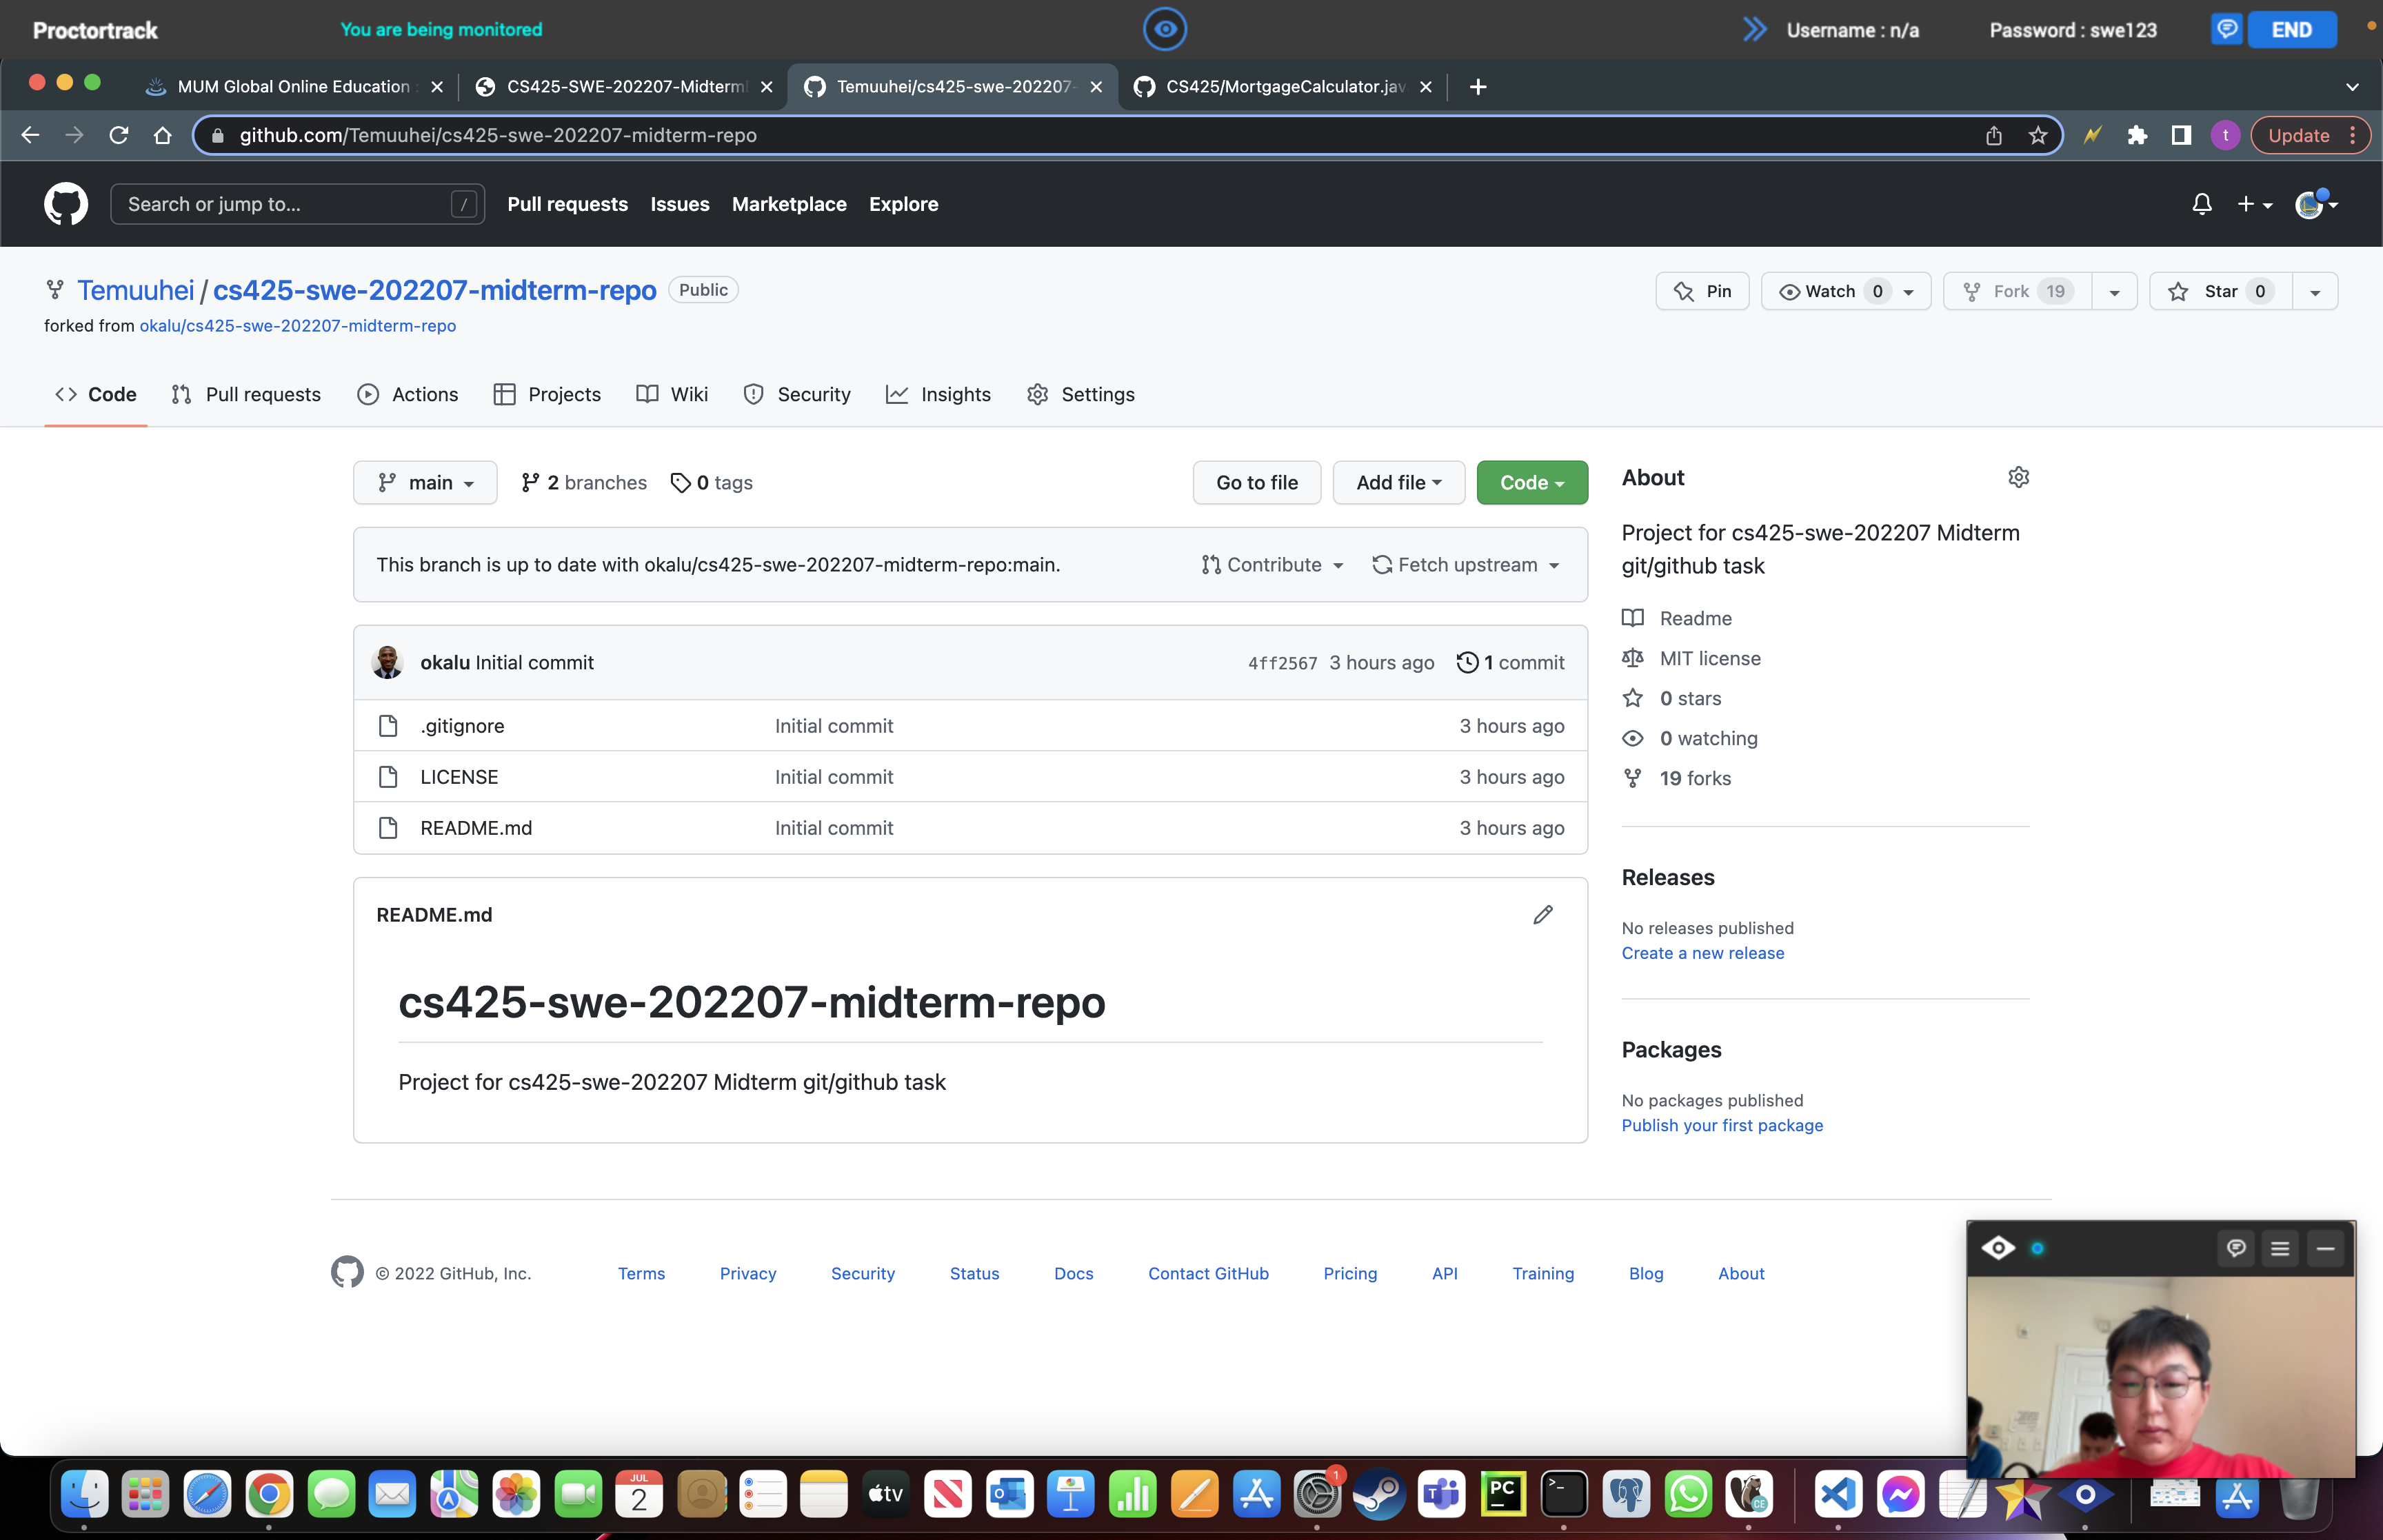 Proctortrack
You are being monitored
Username : n/a
Password : swe123
END
MUM Global Online Education :
CS425-SWE-202207-Midterm
Temuuhei/cs425-swe-202207-
CS425/MortgageCalculator.jav
github.com/Temuuhei/cs425-swe-202207-midterm-repo
t
Update
Search or jump to...
/
Pull requests
Issues
Marketplace
Explore
Temuuhei / cs425-swe-202207-midterm-repo
Public
Pin
Watch 0
Fork 19
Star 0
forked from okalu/cs425-swe-202207-midterm-repo
Code
Pull requests
Actions
Projects
Wiki
Security
Insights
Settings
main
2 branches
0 tags
Go to file
Add file
Code
This branch is up to date with okalu/cs425-swe-202207-midterm-repo:main.
Contribute
Fetch upstream
okalu Initial commit
4ff2567 3 hours ago
1 commit
.gitignore
Initial commit
3 hours ago
LICENSE
Initial commit
3 hours ago
README.md
Initial commit
3 hours ago
README.md
cs425-swe-202207-midterm-repo
Project for cs425-swe-202207 Midterm git/github task
About
Project for cs425-swe-202207 Midterm
git/github task
Readme
MIT license
0 stars
0 watching
19 forks
Releases
No releases published
Create a new release
Packages
No packages published
Publish your first package
© 2022 GitHub, Inc.
Terms
Privacy
Security
Status
Docs
Contact GitHub
Pricing
API
Training
Blog
About
JUL
2
tv
1
PC
CE